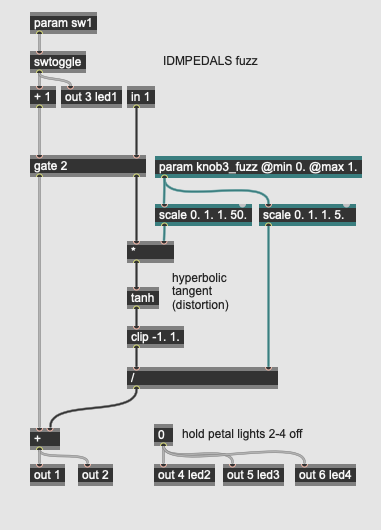 param sw1
swtoggle
IDMPEDALS fuzz
+ 1
out 3 led1
in 1
gate 2
param knob3_fuzz @min 0. @max 1.
scale 0. 1. 1. 50.
scale 0. 1. 1. 5.
*
hyperbolic
tangent
(distortion)
tanh
clip -1. 1.
/
+
0
hold petal lights 2-4 off
out 1
out 2
out 4 led2
out 5 led3
out 6 led4